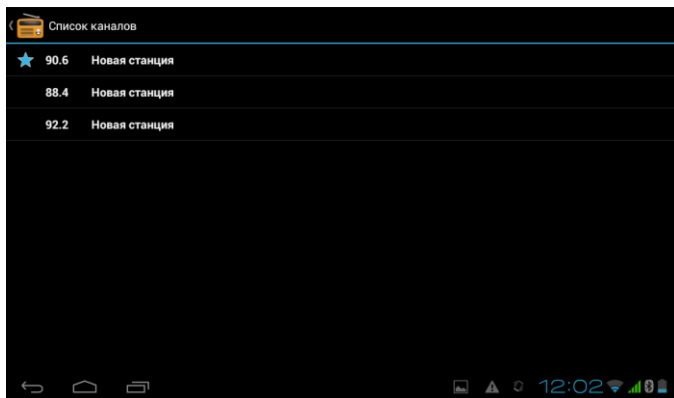 Список каналов
90.6 Новая станция
88.4 Новая станция
92.2 Новая станция
12:02